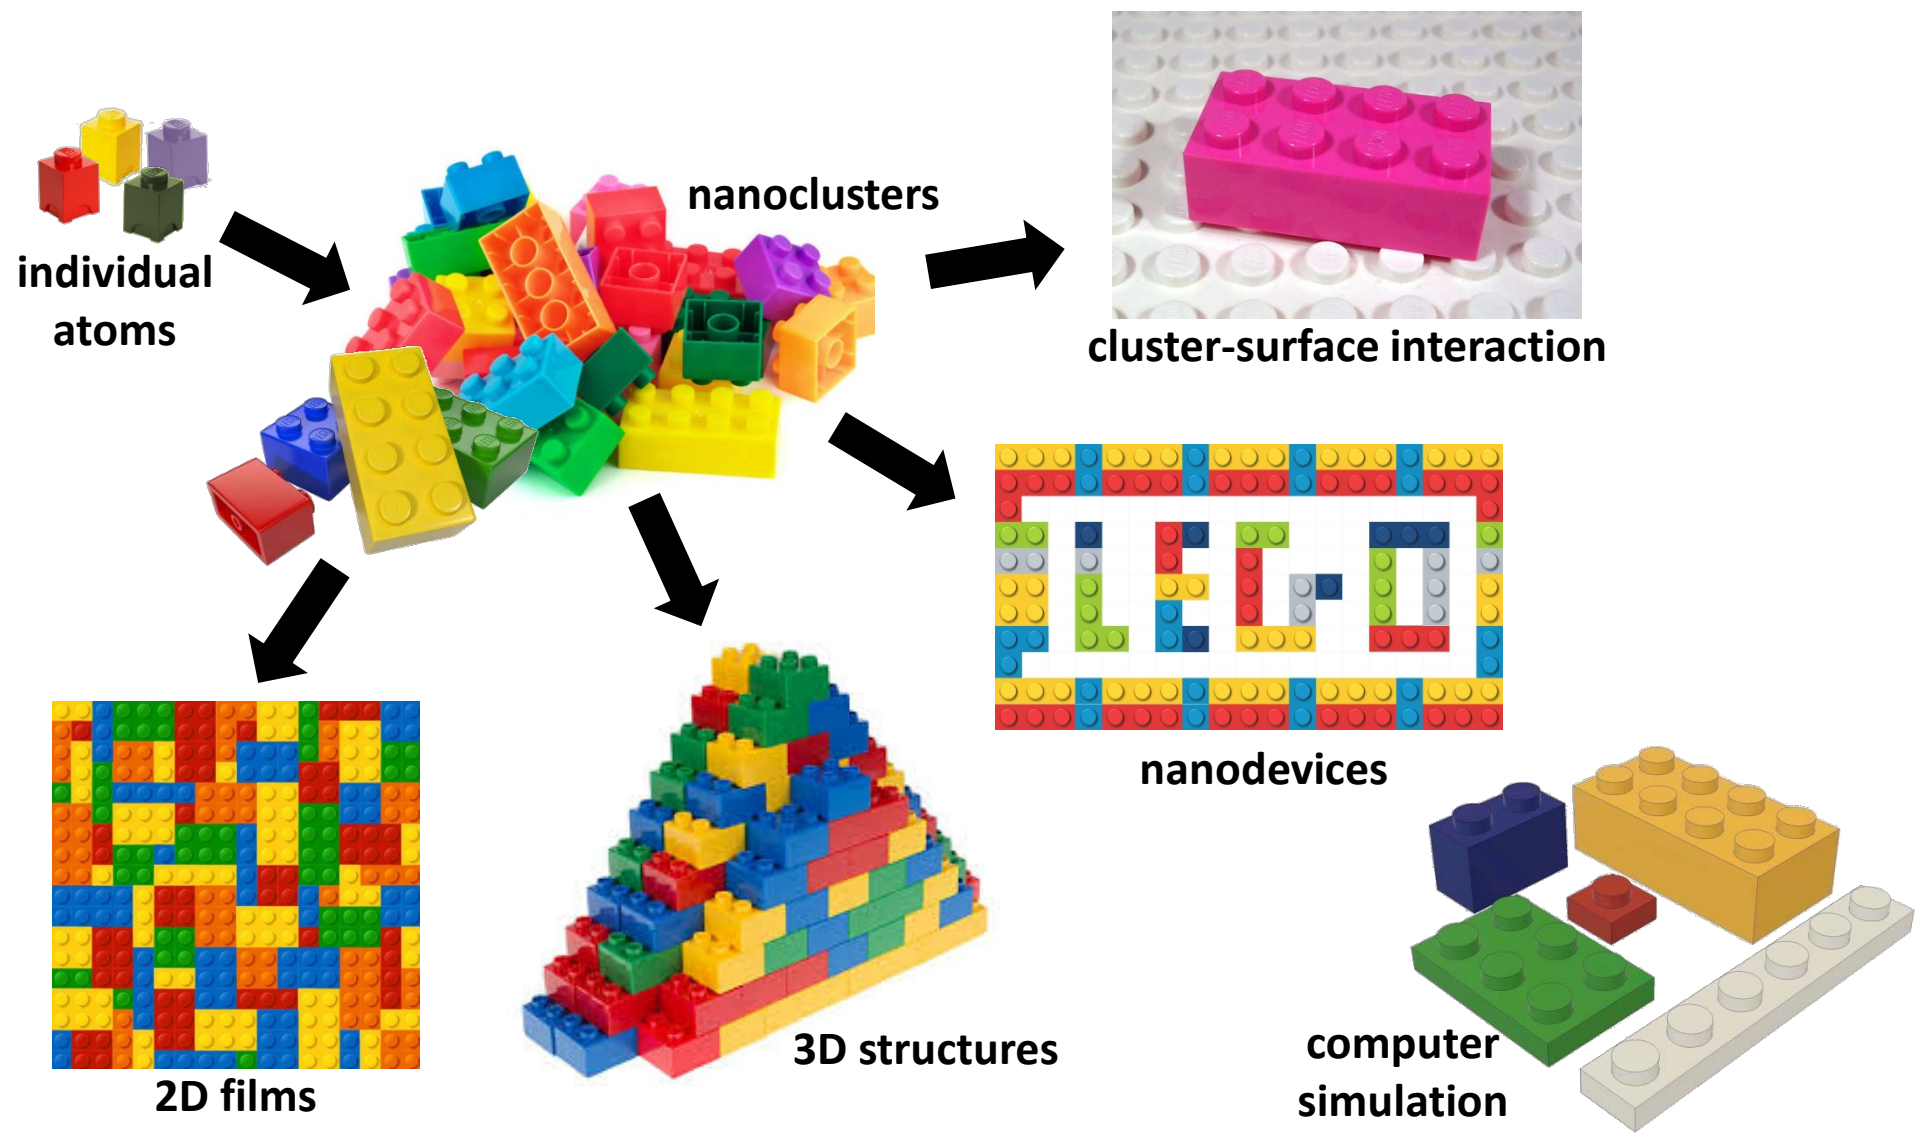 nanoclusters
individual
atoms
cluster-surface interaction
LEGO
nanodevices
3D structures
computer
simulation
2D films